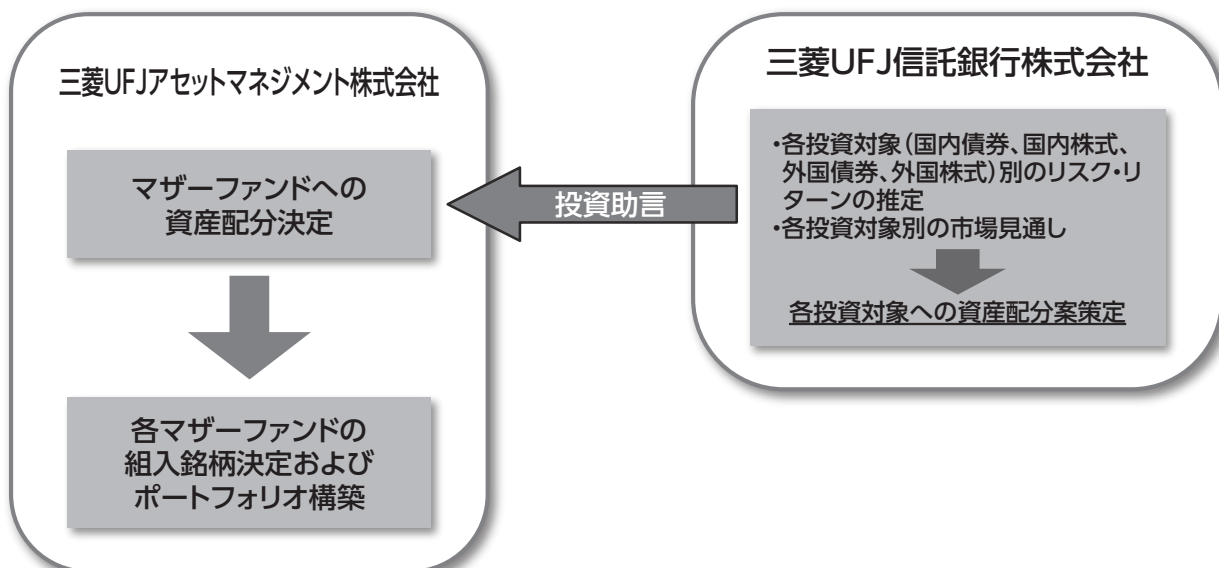 三菱UFJアセットマネジメント株式会社
マザーファンドへの
資産配分決定
各マザーファンドの
組入銘柄決定および
ポートフォリオ構築
投資助言
三菱UFJ信託銀行株式会社
・各投資対象(国内債券、国内株式、
外国債券、外国株式)別のリスク・リ
ターンの推定
・各投資対象別の市場見通し
各投資対象への資産配分案策定